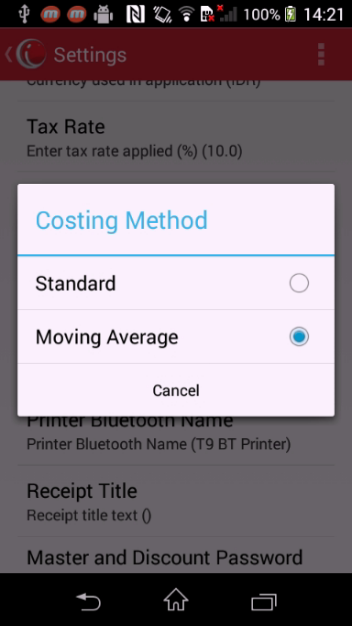 100% 14:21
Settings
Currency used in application (IDR)
Tax Rate
Enter tax rate applied (%) (10.0)
Costing Method
Standard
Moving Average
Cancel
Printer Bluetooth Name
Printer Bluetooth Name (T9 BT Printer)
Receipt Title
Receipt title text ()
Master and Discount Password